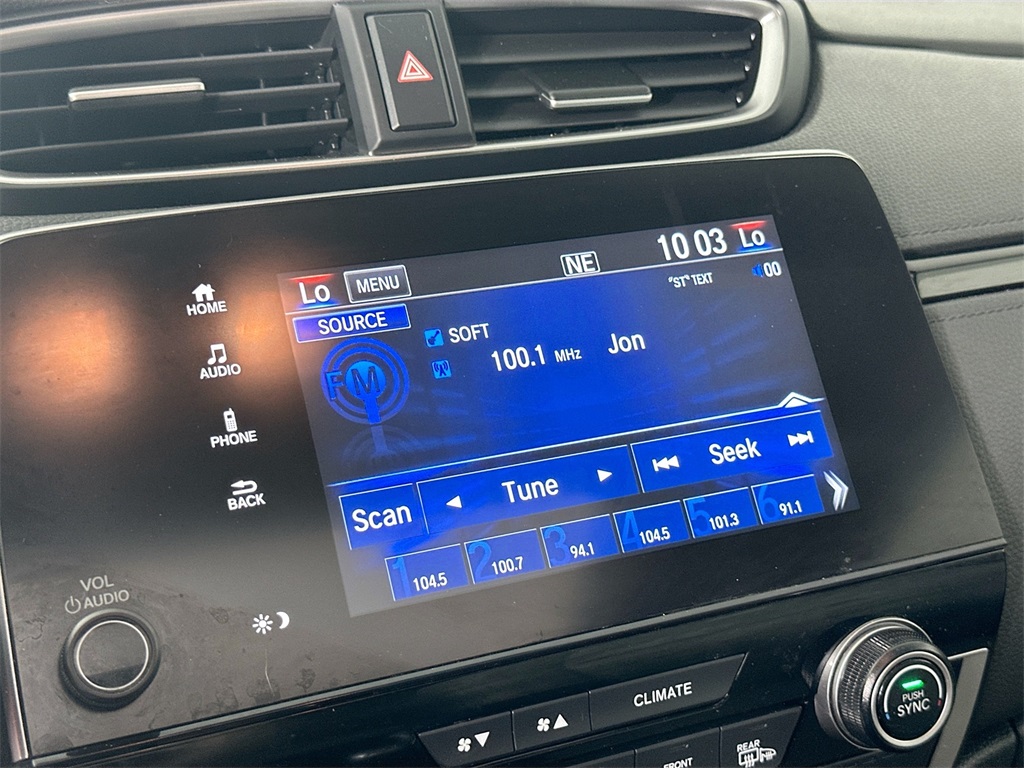 Lo MENU NE 10 03 Lo
"ST" TEXT 00
SOURCE
SOFT
FM
100.1 MHz Jon
Scan Tune Seek
1 104.5 2 100.7 3 94.1 4 104.5 5 101.3 6 91.1
HOME
AUDIO
PHONE
BACK
VOL
AUDIO
CLIMATE
PUSH
SYNC
FRONT
REAR